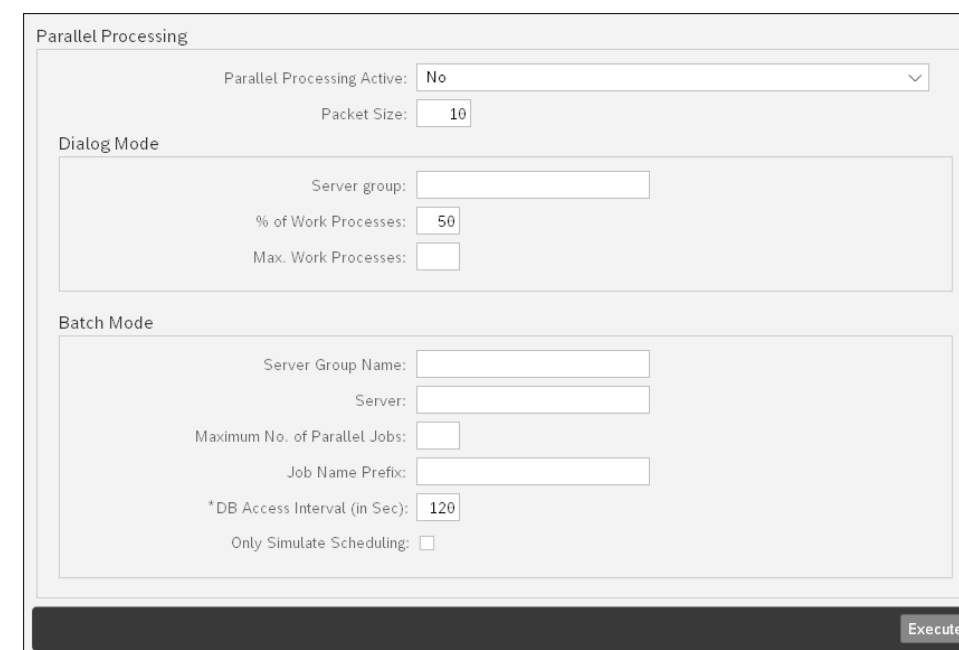 Parallel Processing
Parallel Processing Active: No
Packet Size: 10
Dialog Mode
Server group:
% of Work Processes: 50
Max. Work Processes:
Batch Mode
Server Group Name:
Server:
Maximum No. of Parallel Jobs:
Job Name Prefix:
*DB Access Interval (in Sec): 120
Only Simulate Scheduling:
Execute